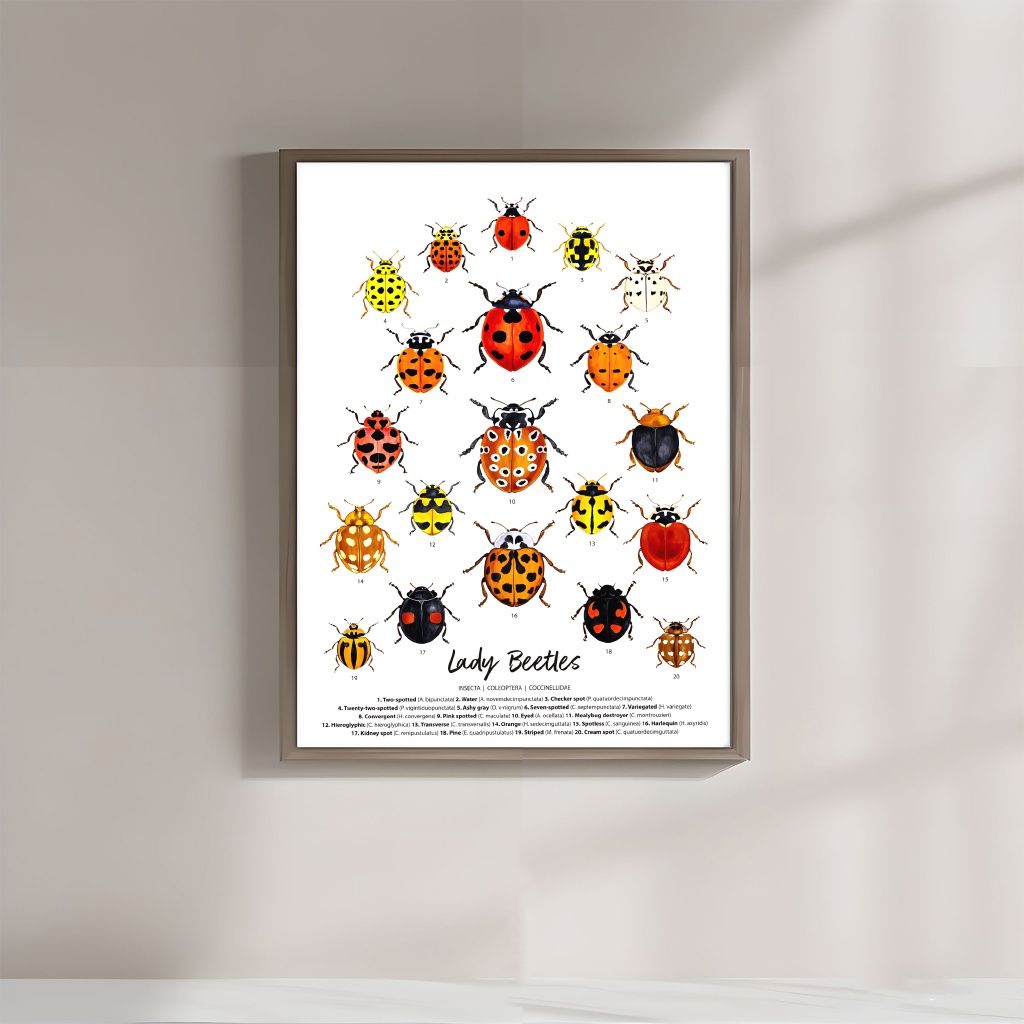 1
2
3
4
5
6
7
8
9
10
11
12
13
14
15
16
17
18
19
20
Lady Beetles
INSECTA | COLEOPTERA | COCCINELLIDAE
1. Two-spotted (A. bipunctata) 2. Water (A. novemdecimpunctata) 3. Checker spot (P. quatuordecimpunctata)
4. Twenty-two-spotted (P. vigintiduopunctata) 5. Ashy gray (O. v-nigrum) 6. Seven-spotted (C. septempunctata) 7. Variegated (H. variegate)
8. Convergent (H. convergens) 9. Pink spotted (C. maculata) 10. Eyed (A. ocellata) 11. Mealybug destroyer (C. montrouzieri)
12. Hieroglyphic (C. hieroglyphica) 13. Transverse (C. transversalis) 14. Orange (H. sedecimguttata) 15. Spotless (C. sanguinea) 16. Harlequin (H. axyridis)
17. Kidney spot (C. renipustulatus) 18. Pine (E. quadripustulatus) 19. Striped (M. frenata) 20. Cream spot (C. quatuordecimguttata)